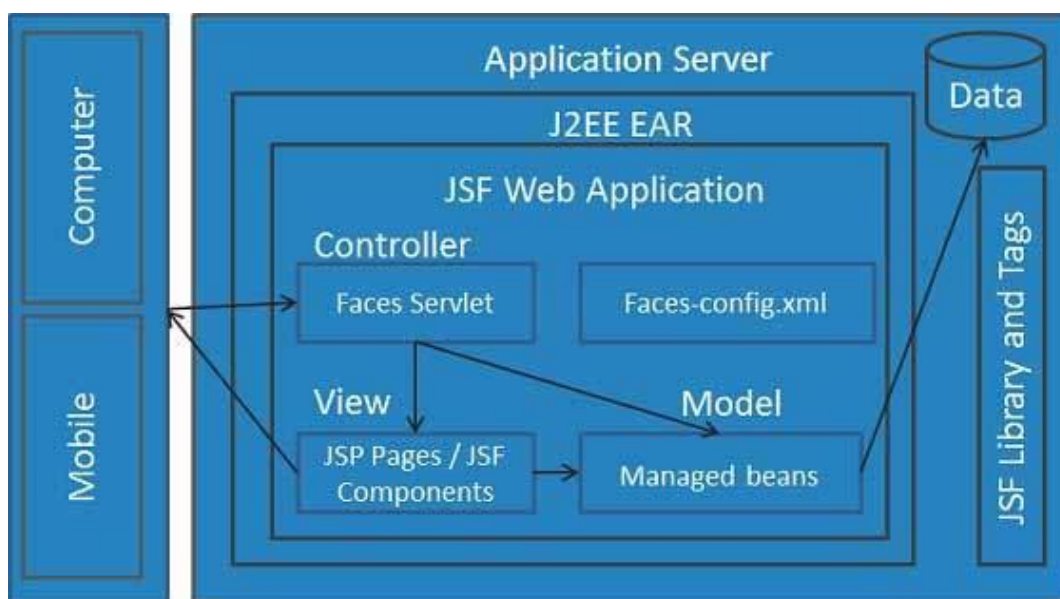 Computer
Mobile
Application Server
J2EE EAR
JSF Web Application
Controller
Faces Servlet
Faces-config.xml
View
Model
JSP Pages / JSF
Components
Managed beans
Data
JSF Library and Tags